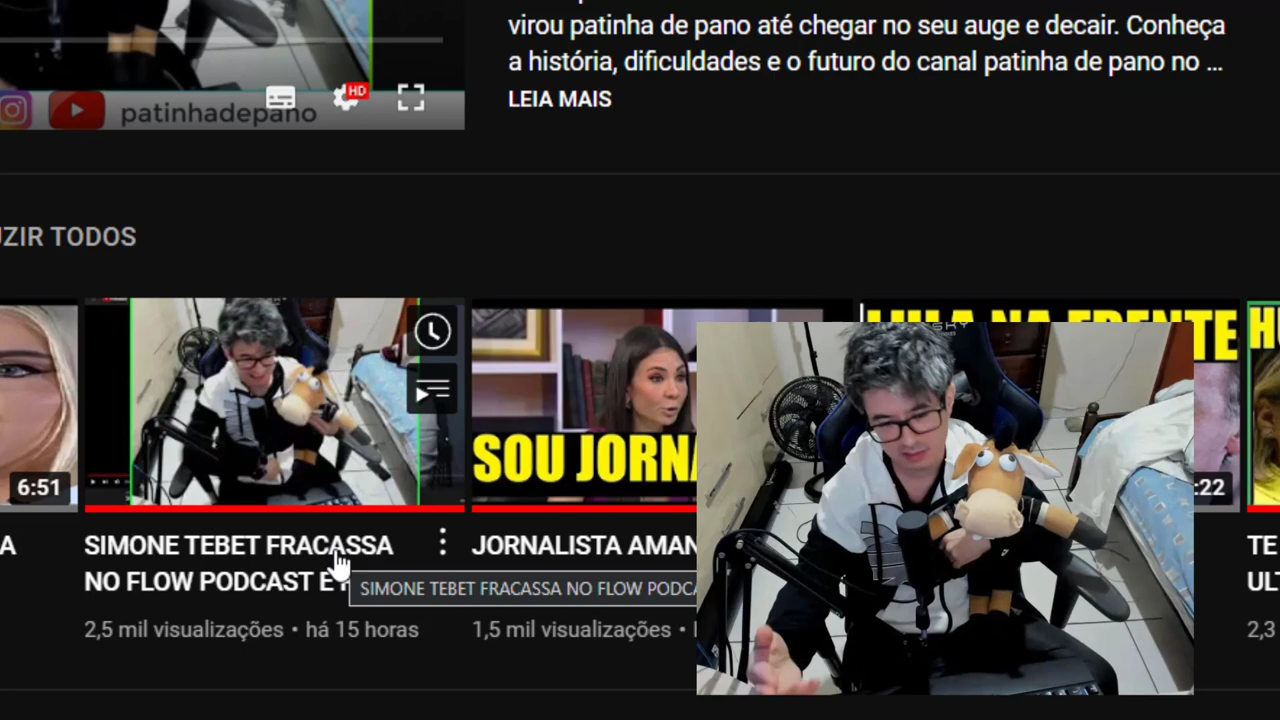 virou patinha de pano até chegar no seu auge e decair. Conheça
a história, dificuldades e o futuro do canal patinha de pano no ...
LEIA MAIS
HD
patinhadepano
UZIR TODOS
LULA NA FRENTE
6:51
SOU JORNA
:22
A
SIMONE TEBET FRACASSA
NO FLOW PODCAST E
SIMONE TEBET FRACASSA NO FLOW PODCA
2,5 mil visualizações • há 15 horas
JORNALISTA AMAN
1,5 mil visualizações •
TE
UL
2,3